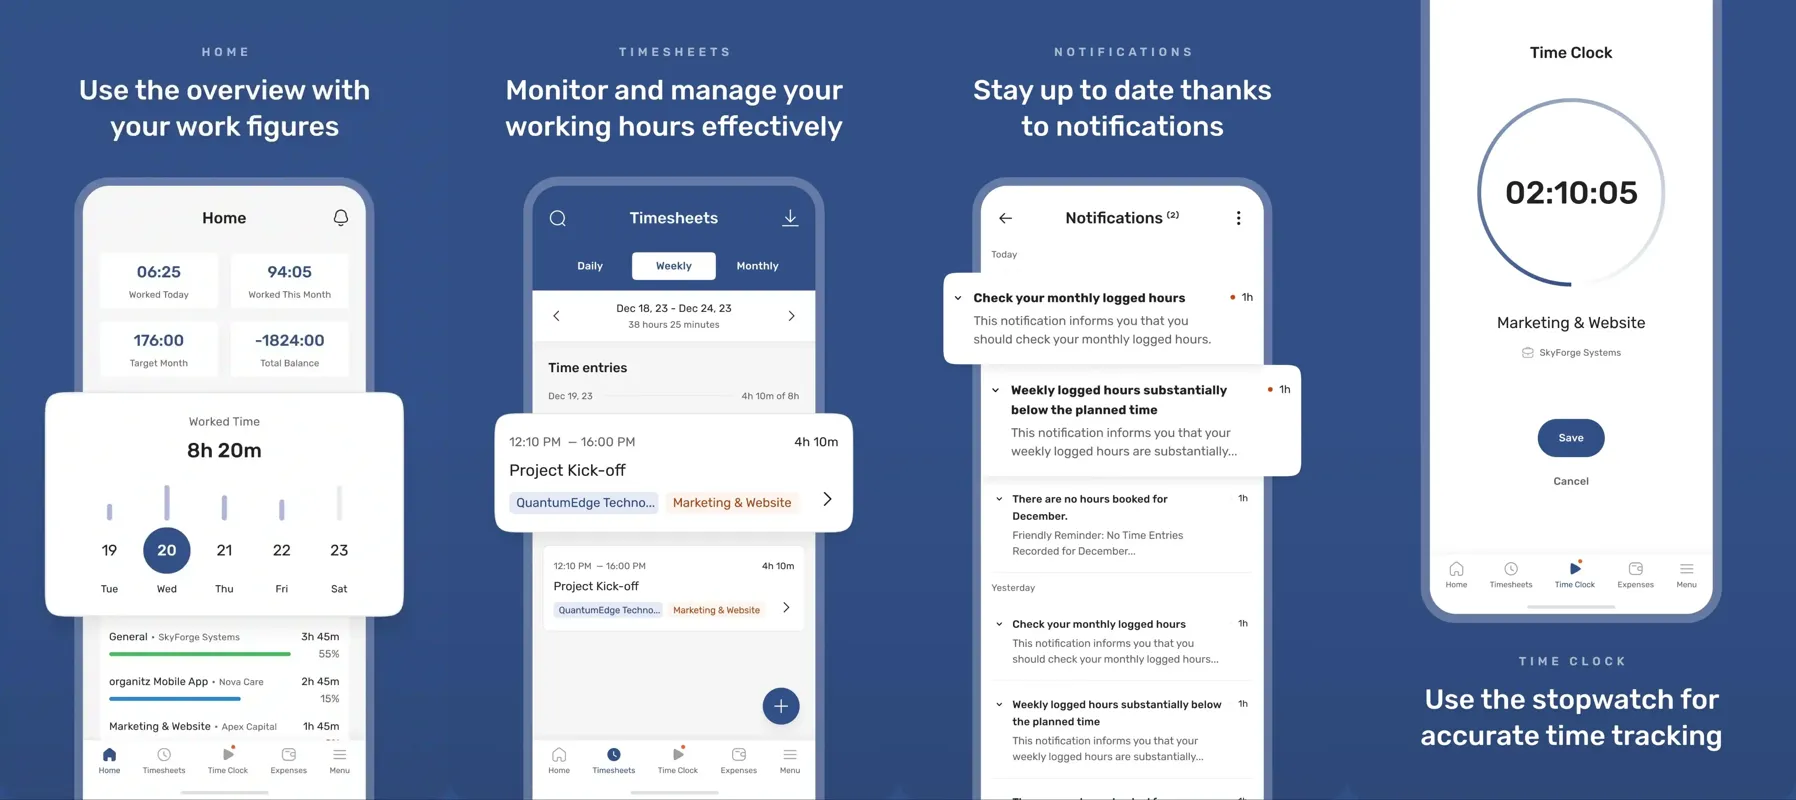 HOME
Use the overview with
your work figures
Home
06:25
Worked Today
94:05
Worked This Month
176:00
Target Month
-1824:00
Total Balance
Worked Time
8h 20m
19
20
21
22
23
Tue
Wed
Thu
Fri
Sat
General • SkyForge Systems
3h 45m
55%
organitz Mobile App • Nova Care
2h 45m
15%
Marketing & Website • Apex Capital
1h 45m
Home
Timesheets
Time Clock
Expenses
Menu
TIMESHEETS
Monitor and manage your
working hours effectively
Timesheets
Daily
Weekly
Monthly
Dec 18, 23 - Dec 24, 23
38 hours 25 minutes
Time entries
Dec 19, 23
4h 10m of 8h
12:10 PM – 16:00 PM
4h 10m
Project Kick-off
QuantumEdge Techno...
Marketing & Website
12:10 PM – 16:00 PM
4h 10m
Project Kick-off
QuantumEdge Techno...
Marketing & Website
Home
Timesheets
Time Clock
Expenses
Menu
NOTIFICATIONS
Stay up to date thanks
to notifications
Notifications (2)
Today
Check your monthly logged hours
1h
This notification informs you that you
should check your monthly logged hours.
Weekly logged hours substantially
below the planned time
1h
This notification informs you that your
weekly logged hours are substantially...
There are no hours booked for
December.
1h
Friendly Reminder: No Time Entries
Recorded for December...
Yesterday
Check your monthly logged hours
1h
This notification informs you that you
should check your monthly logged hours...
Weekly logged hours substantially below
the planned time
1h
This notification informs you that your
weekly logged hours are substantially...
Time Clock
02:10:05
Marketing & Website
SkyForge Systems
Save
Cancel
Home
Timesheets
Time Clock
Expenses
Menu
TIME CLOCK
Use the stopwatch for
accurate time tracking